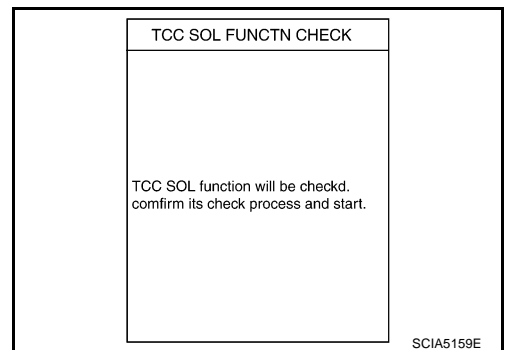 TCC SOL FUNCTN CHECK
TCC SOL function will be checkd.
comfirm its check process and start.
SCIA5159E